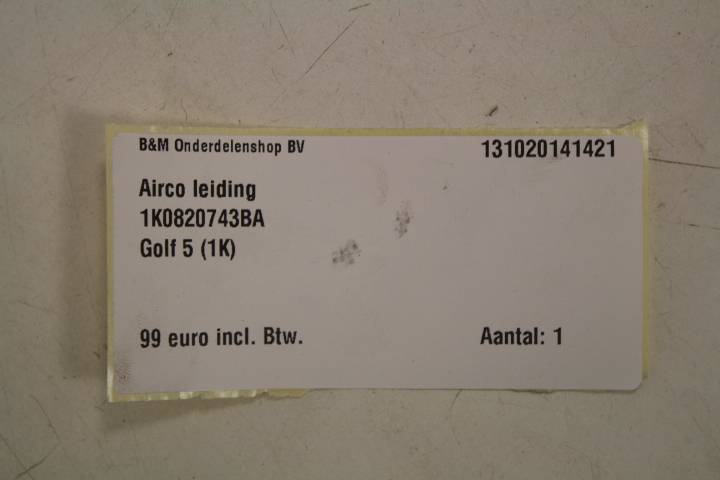 B&M Onderdelenshop BV 131020141421
Airco leiding
1K0820743BA
Golf 5 (1K)
99 euro incl. Btw. Aantal: 1